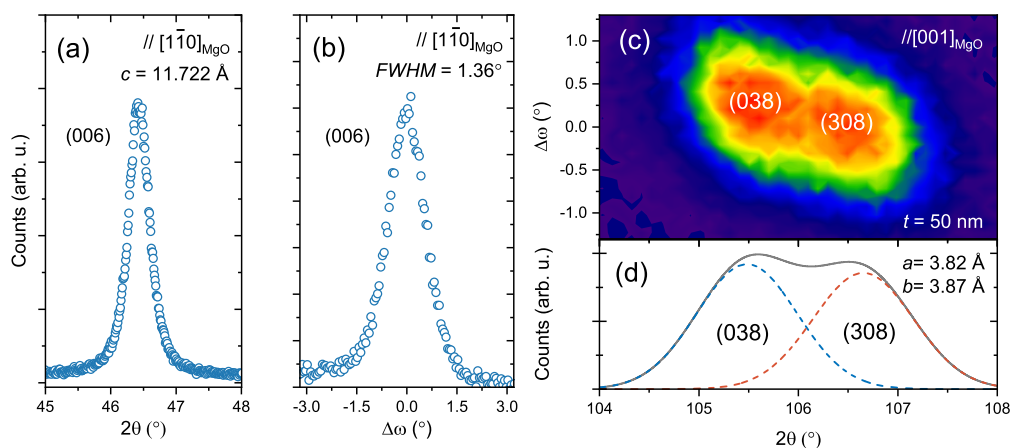 (a)
// [11̅0]MgO
c = 11.722 Å
(006)
Counts (arb. u.)
45 46 47 48
2θ (°)
(b)
// [11̅0]MgO
FWHM = 1.36°
(006)
-3.0 -1.5 0.0 1.5 3.0
Δω (°)
(c)
//[001]MgO
(038)
(308)
t = 50 nm
1.0
0.5
0.0
-0.5
-1.0
Δω (°)
(d)
a= 3.82 Å
b= 3.87 Å
(038)
(308)
Counts (arb. u.)
104 105 106 107 108
2θ (°)